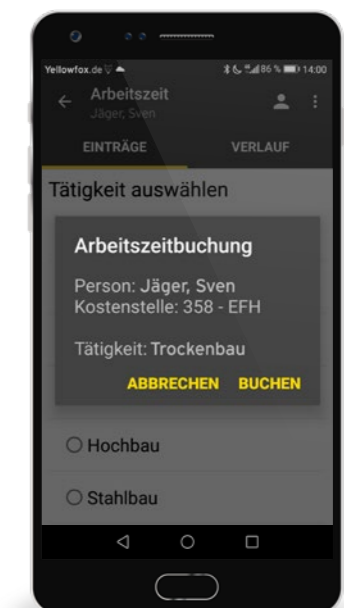 Yellowfox.de 86 % 14:00
Arbeitszeit
Jäger, Sven
EINTRÄGE VERLAUF
Tätigkeit auswählen
Arbeitszeitbuchung
Person: Jäger, Sven
Kostenstelle: 358 - EFH
Tätigkeit: Trockenbau
ABBRECHEN BUCHEN
Hochbau
Stahlbau